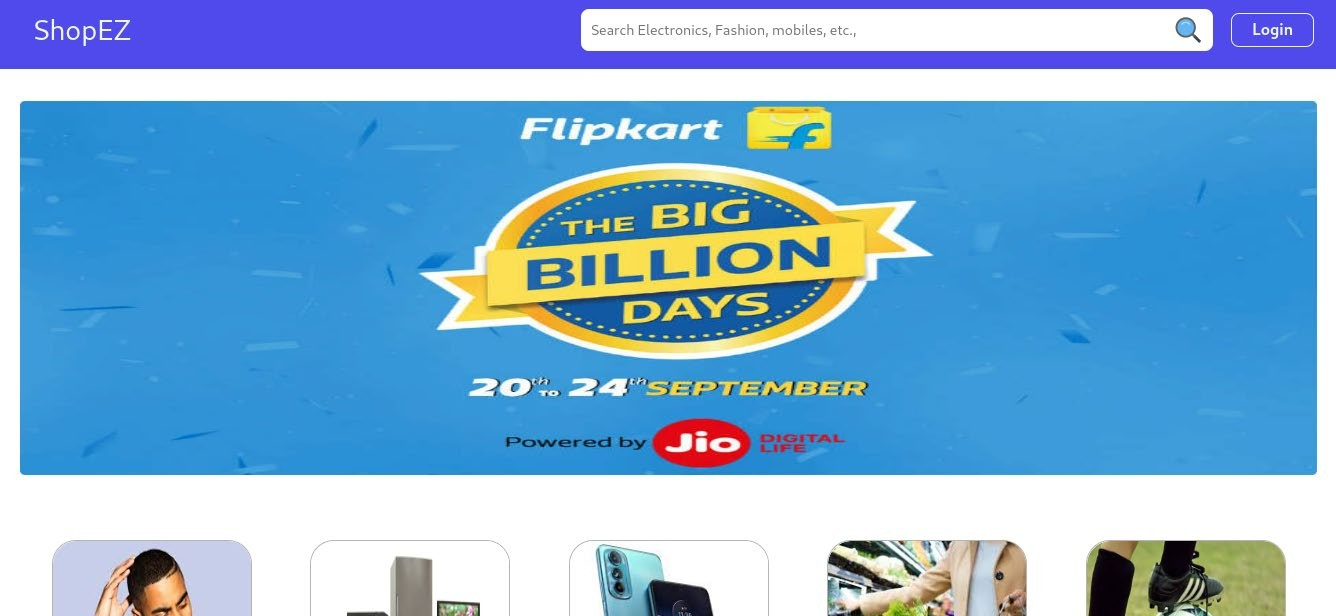 ShopEZ
Search Electronics, Fashion, mobiles, etc.,
Login
Flipkart
THE BIG
BILLION
DAYS
20th TO 24th SEPTEMBER
Powered by Jio DIGITAL LIFE